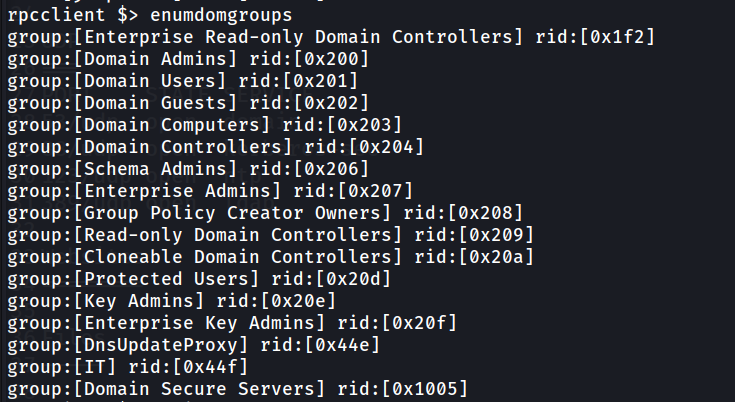 rpcclient $> enumdomgroups
group:[Enterprise Read-only Domain Controllers] rid:[0x1f2]
group:[Domain Admins] rid:[0x200]
group:[Domain Users] rid:[0x201]
group:[Domain Guests] rid:[0x202]
group:[Domain Computers] rid:[0x203]
group:[Domain Controllers] rid:[0x204]
group:[Schema Admins] rid:[0x206]
group:[Enterprise Admins] rid:[0x207]
group:[Group Policy Creator Owners] rid:[0x208]
group:[Read-only Domain Controllers] rid:[0x209]
group:[Cloneable Domain Controllers] rid:[0x20a]
group:[Protected Users] rid:[0x20d]
group:[Key Admins] rid:[0x20e]
group:[Enterprise Key Admins] rid:[0x20f]
group:[DnsUpdateProxy] rid:[0x44e]
group:[IT] rid:[0x44f]
group:[Domain Secure Servers] rid:[0x1005]